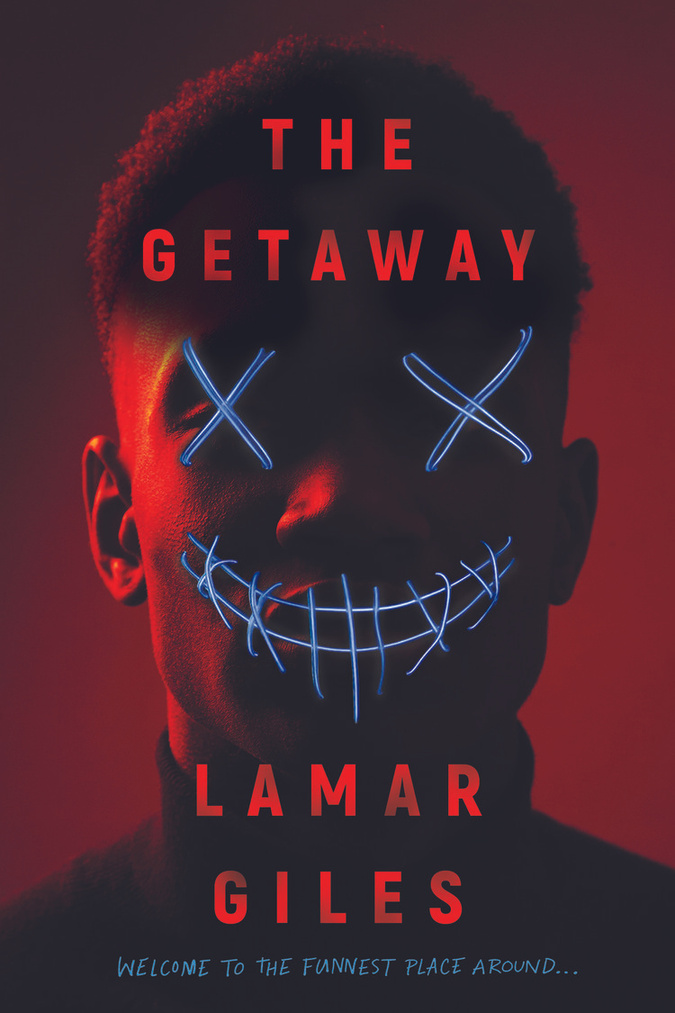 THE
GETAWAY
LAMAR
GILES
WELCOME TO THE FUNNEST PLACE AROUND...